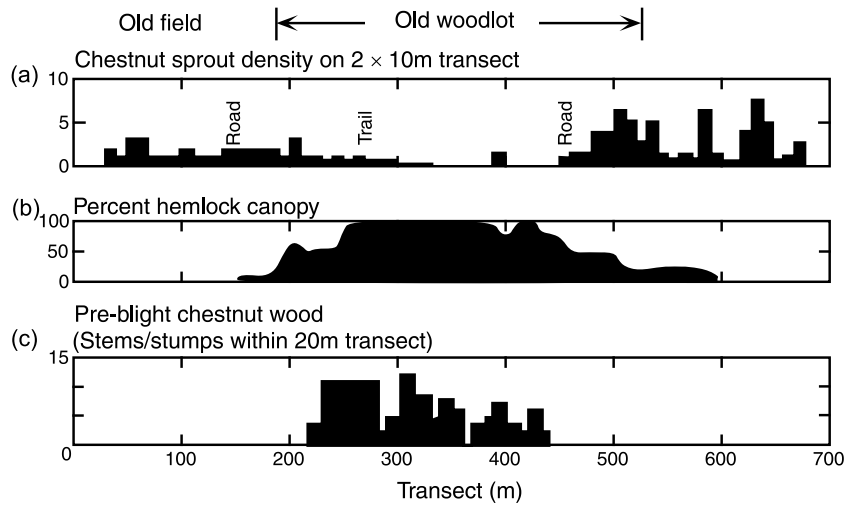 Old field
Old woodlot
Chestnut sprout density on 2 × 10m transect
(a)
10
5
0
Road
Trail
Road
Percent hemlock canopy
(b)
100
50
0
Pre-blight chestnut wood
(c)
(Stems/stumps within 20m transect)
15
0 100 200 300 400 500 600 700
Transect (m)